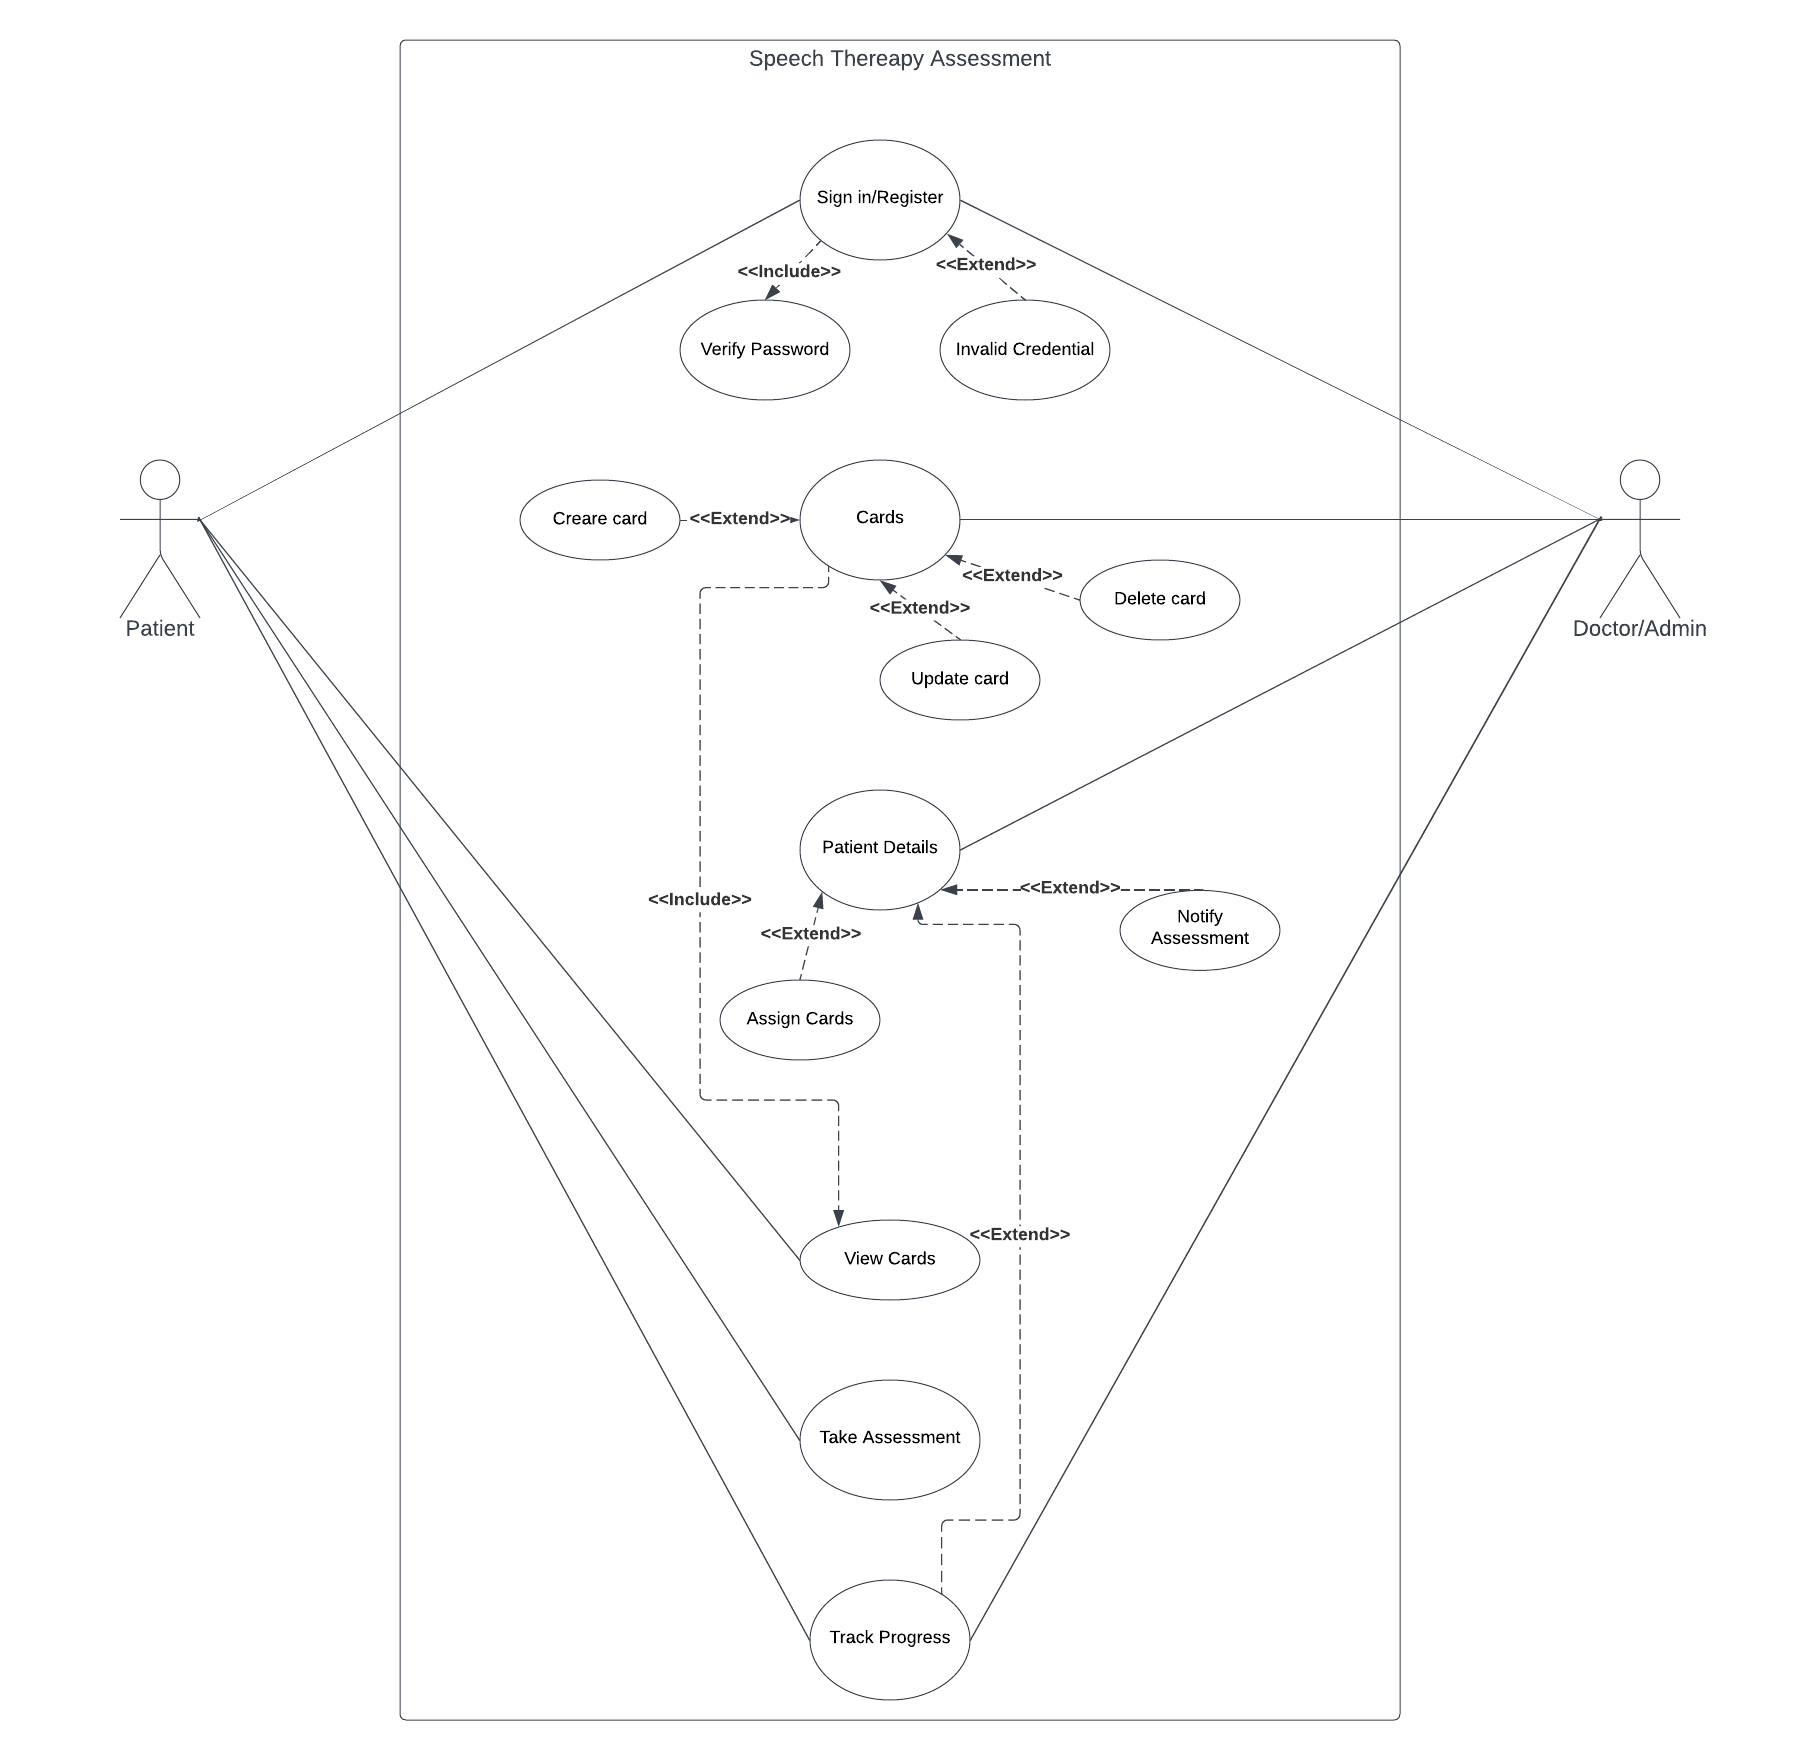 Speech Thereapy Assessment
Sign in/Register
<<Include>>
<<Extend>>
Verify Password
Invalid Credential
Creare card
<<Extend>>
Cards
<<Extend>>
Delete card
<<Extend>>
Update card
Patient
Doctor/Admin
Patient Details
<<Extend>>
Notify
Assessment
<<Include>>
<<Extend>>
Assign Cards
<<Extend>>
View Cards
Take Assessment
Track Progress